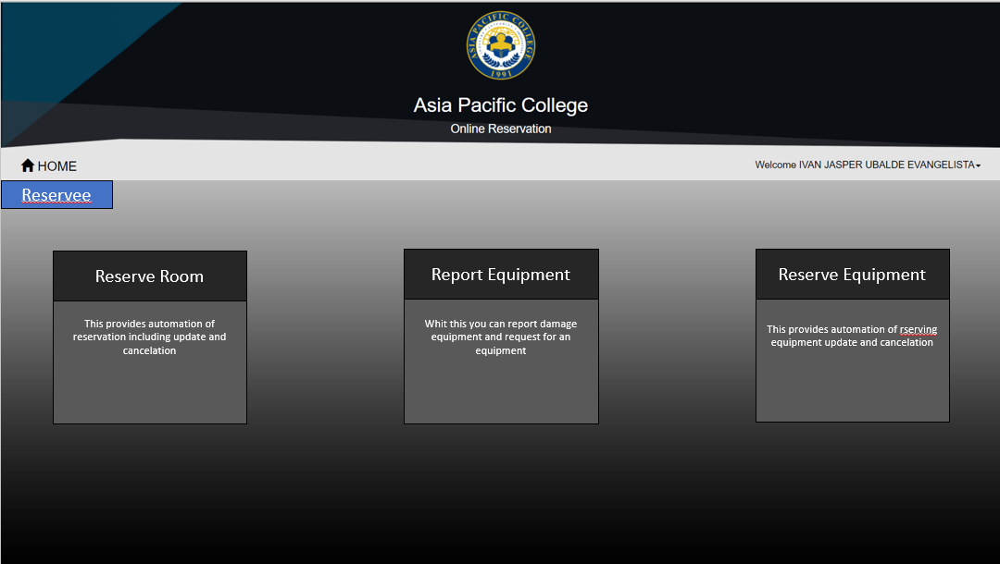 ASIA PACIFIC COLLEGE
1991
Asia Pacific College
Online Reservation
HOME
Welcome IVAN JASPER UBALDE EVANGELISTA
Reservee
Reserve Room
This provides automation of
reservation including update and
cancelation
Report Equipment
Whit this you can report damage
equipment and request for an
equipment
Reserve Equipment
This provides automation of rserving
equipment update and cancelation